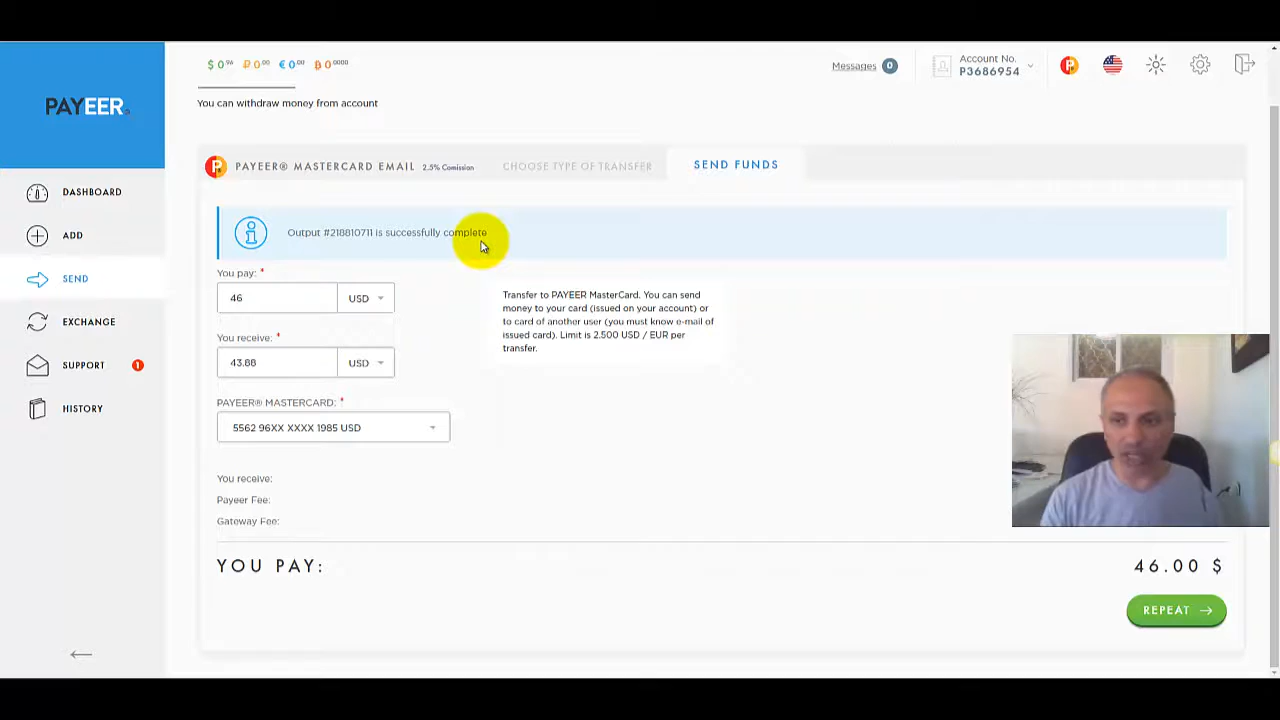 PAYEER
$ 0.96 ₽ 0.00 € 0.00 ₿ 0.0000
Messages 0
Account No.
P3686954
You can withdraw money from account
PAYEER® MASTERCARD EMAIL 2.5% Comission
CHOOSE TYPE OF TRANSFER
SEND FUNDS
DASHBOARD
ADD
SEND
EXCHANGE
SUPPORT 1
HISTORY
Output #218810711 is successfully complete
You pay: *
46 USD
You receive: *
43.88 USD
PAYEER® MASTERCARD: *
5562 96XX XXXX 1985 USD
Transfer to PAYEER MasterCard. You can send
money to your card (issued on your account) or
to card of another user (you must know e-mail of
issued card). Limit is 2.500 USD / EUR per
transfer.
You receive:
Payeer Fee:
Gateway Fee:
YOU PAY: 46.00 $
REPEAT